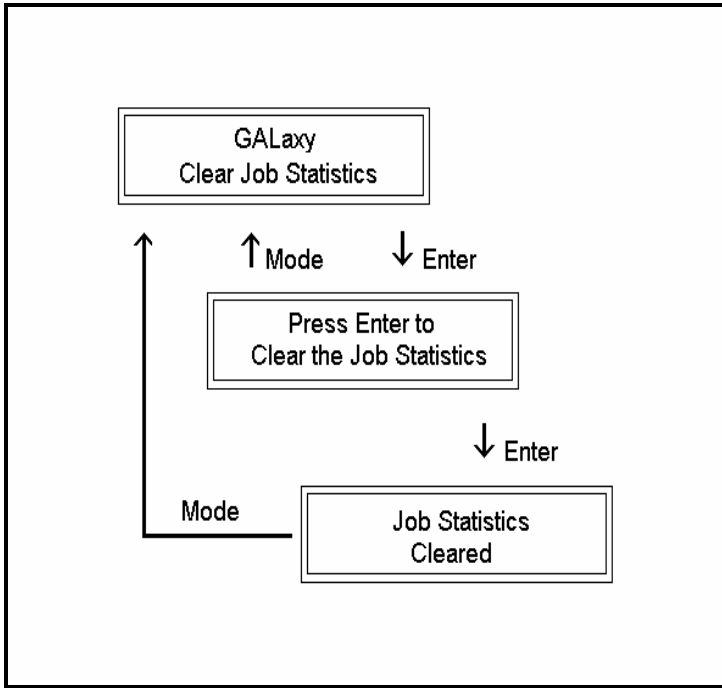 GALaxy
Clear Job Statistics
Mode
Enter
Press Enter to
Clear the Job Statistics
Enter
Mode
Job Statistics
Cleared